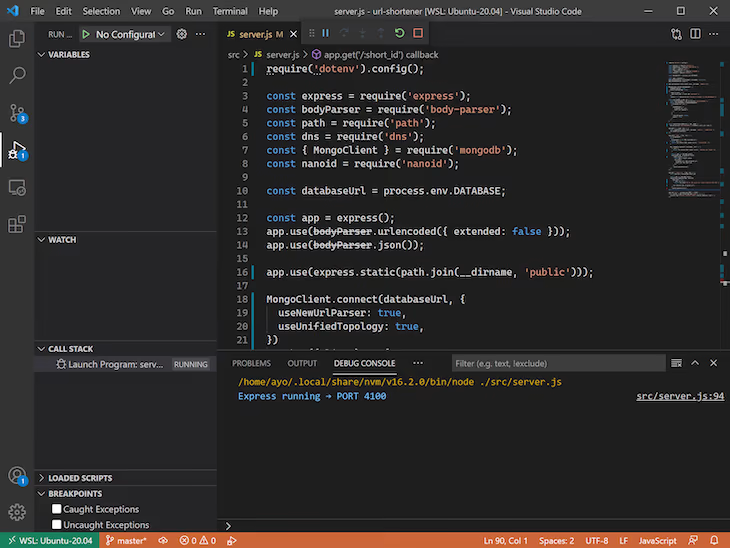 File Edit Selection View Go Run Terminal Help server.js - url-shortener [WSL: Ubuntu-20.04] - Visual Studio Code
RUN ... No Configurat
VARIABLES
WATCH
CALL STACK
Launch Program: serv... RUNNING
LOADED SCRIPTS
BREAKPOINTS
Caught Exceptions
Uncaught Exceptions
3
1
1
JS server.js M
src > JS server.js > app.get('/:short_id') callback
1 require('dotenv').config();
2
3 const express = require('express');
4 const bodyParser = require('body-parser');
5 const path = require('path');
6 const dns = require('dns');
7 const { MongoClient } = require('mongodb');
8 const nanoid = require('nanoid');
9
10 const databaseUrl = process.env.DATABASE;
11
12 const app = express();
13 app.use(bodyParser.urlencoded({ extended: false }));
14 app.use(bodyParser.json());
15
16 app.use(express.static(path.join(__dirname, 'public')));
17
18 MongoClient.connect(databaseUrl, {
19 useNewUrlParser: true,
20 useUnifiedTopology: true,
21 })
PROBLEMS OUTPUT DEBUG CONSOLE ... Filter (e.g. text, !exclude)
/home/ayo/.local/share/nvm/v16.2.0/bin/node ./src/server.js
Express running → PORT 4100 src/server.js:94
>
WSL: Ubuntu-20.04 master* 0 0 Ln 90, Col 1 Spaces: 2 UTF-8 LF JavaScript